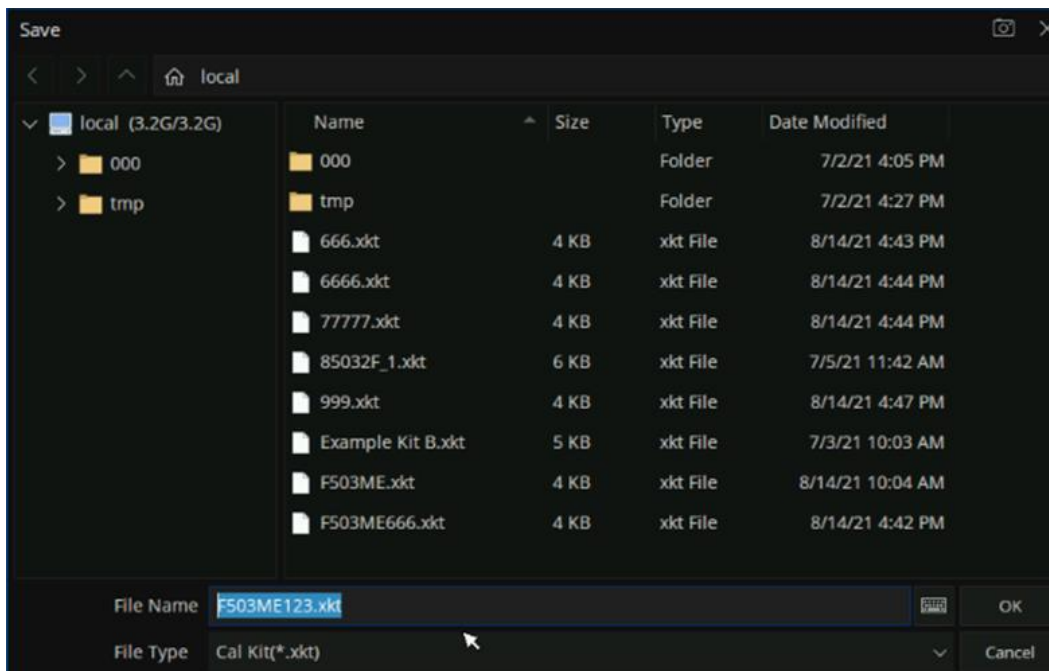 Save
local
local (3.2G/3.2G)
000
tmp
Name Size Type Date Modified
000 Folder 7/2/21 4:05 PM
tmp Folder 7/2/21 4:27 PM
666.xkt 4 KB xkt File 8/14/21 4:43 PM
6666.xkt 4 KB xkt File 8/14/21 4:44 PM
77777.xkt 4 KB xkt File 8/14/21 4:44 PM
85032F_1.xkt 6 KB xkt File 7/5/21 11:42 AM
999.xkt 4 KB xkt File 8/14/21 4:47 PM
Example Kit B.xkt 5 KB xkt File 7/3/21 10:03 AM
F503ME.xkt 4 KB xkt File 8/14/21 10:04 AM
F503ME666.xkt 4 KB xkt File 8/14/21 4:42 PM
File Name F503ME123.xkt OK
File Type Cal Kit(*.xkt) Cancel